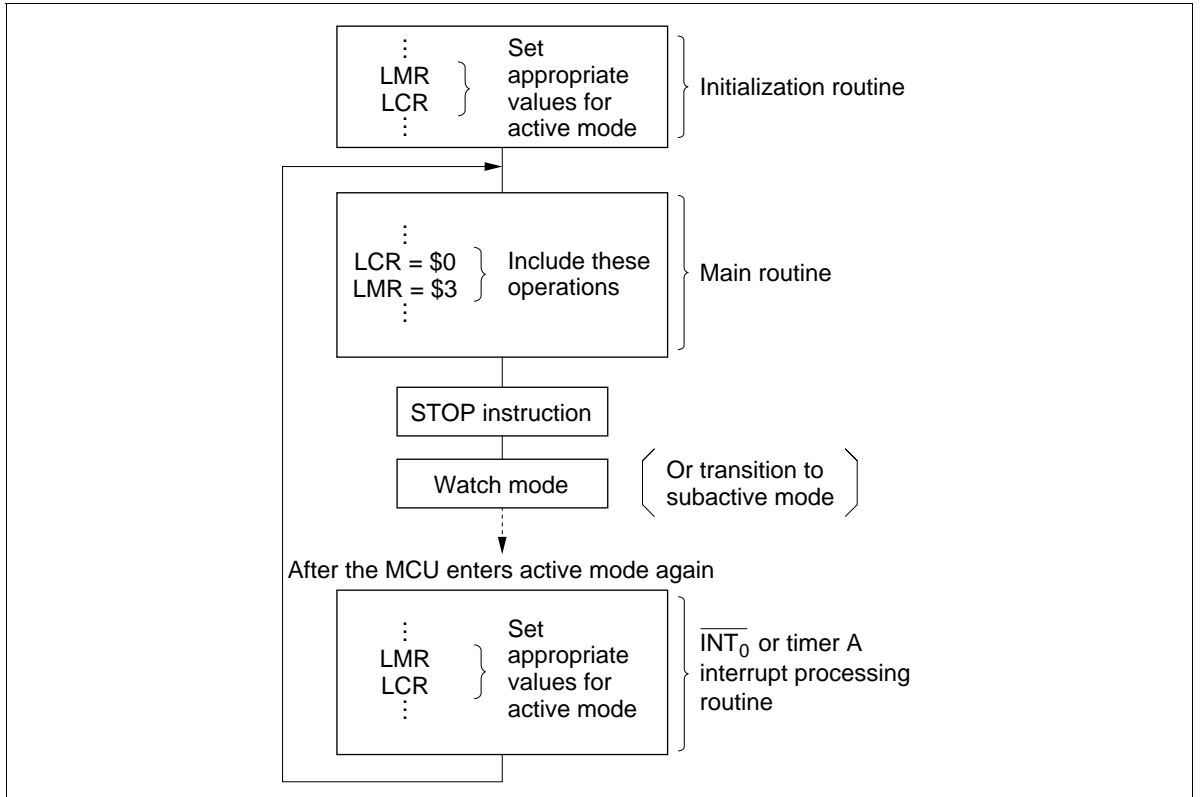 ⋮
LMR
LCR
⋮
Set
appropriate
values for
active mode
Initialization routine
⋮
LCR = $0
LMR = $3
⋮
Include these
operations
Main routine
STOP instruction
Watch mode
Or transition to
subactive mode
After the MCU enters active mode again
⋮
LMR
LCR
⋮
Set
appropriate
values for
active mode
INT₀ or timer A
interrupt processing
routine